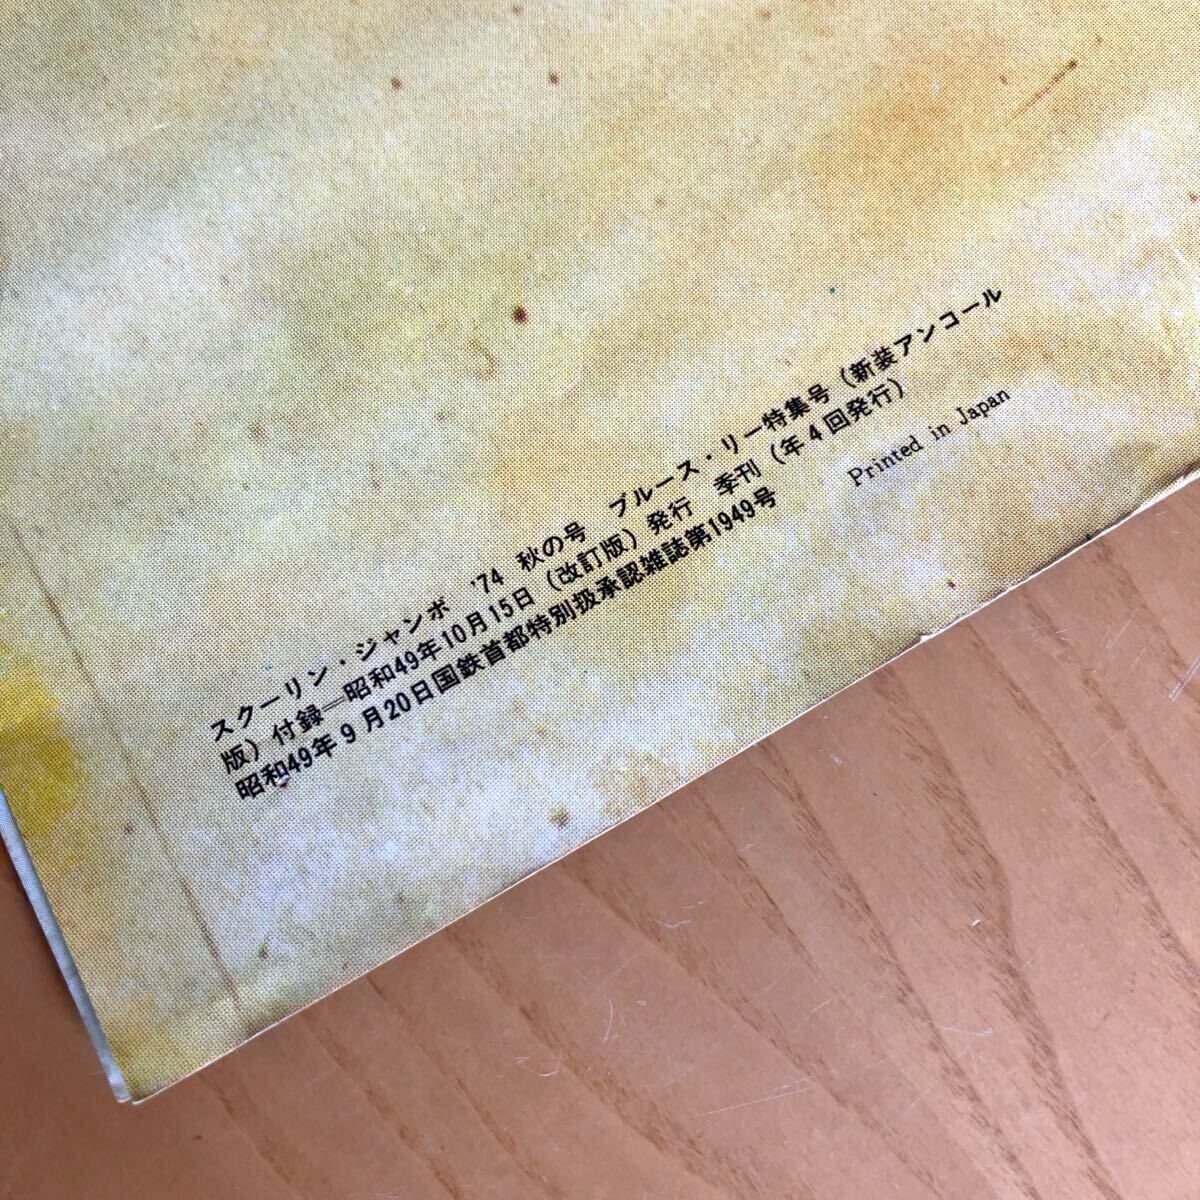 スクーリン・ジャンボ　'74　秋の号　ブルース・リー特集号（新装アンコール
版）付録＝昭和49年10月15日（改訂版）発行　季刊（年4回発行）
昭和49年9月20日国鉄首都特別扱承認雑誌第1949号
Printed in Japan